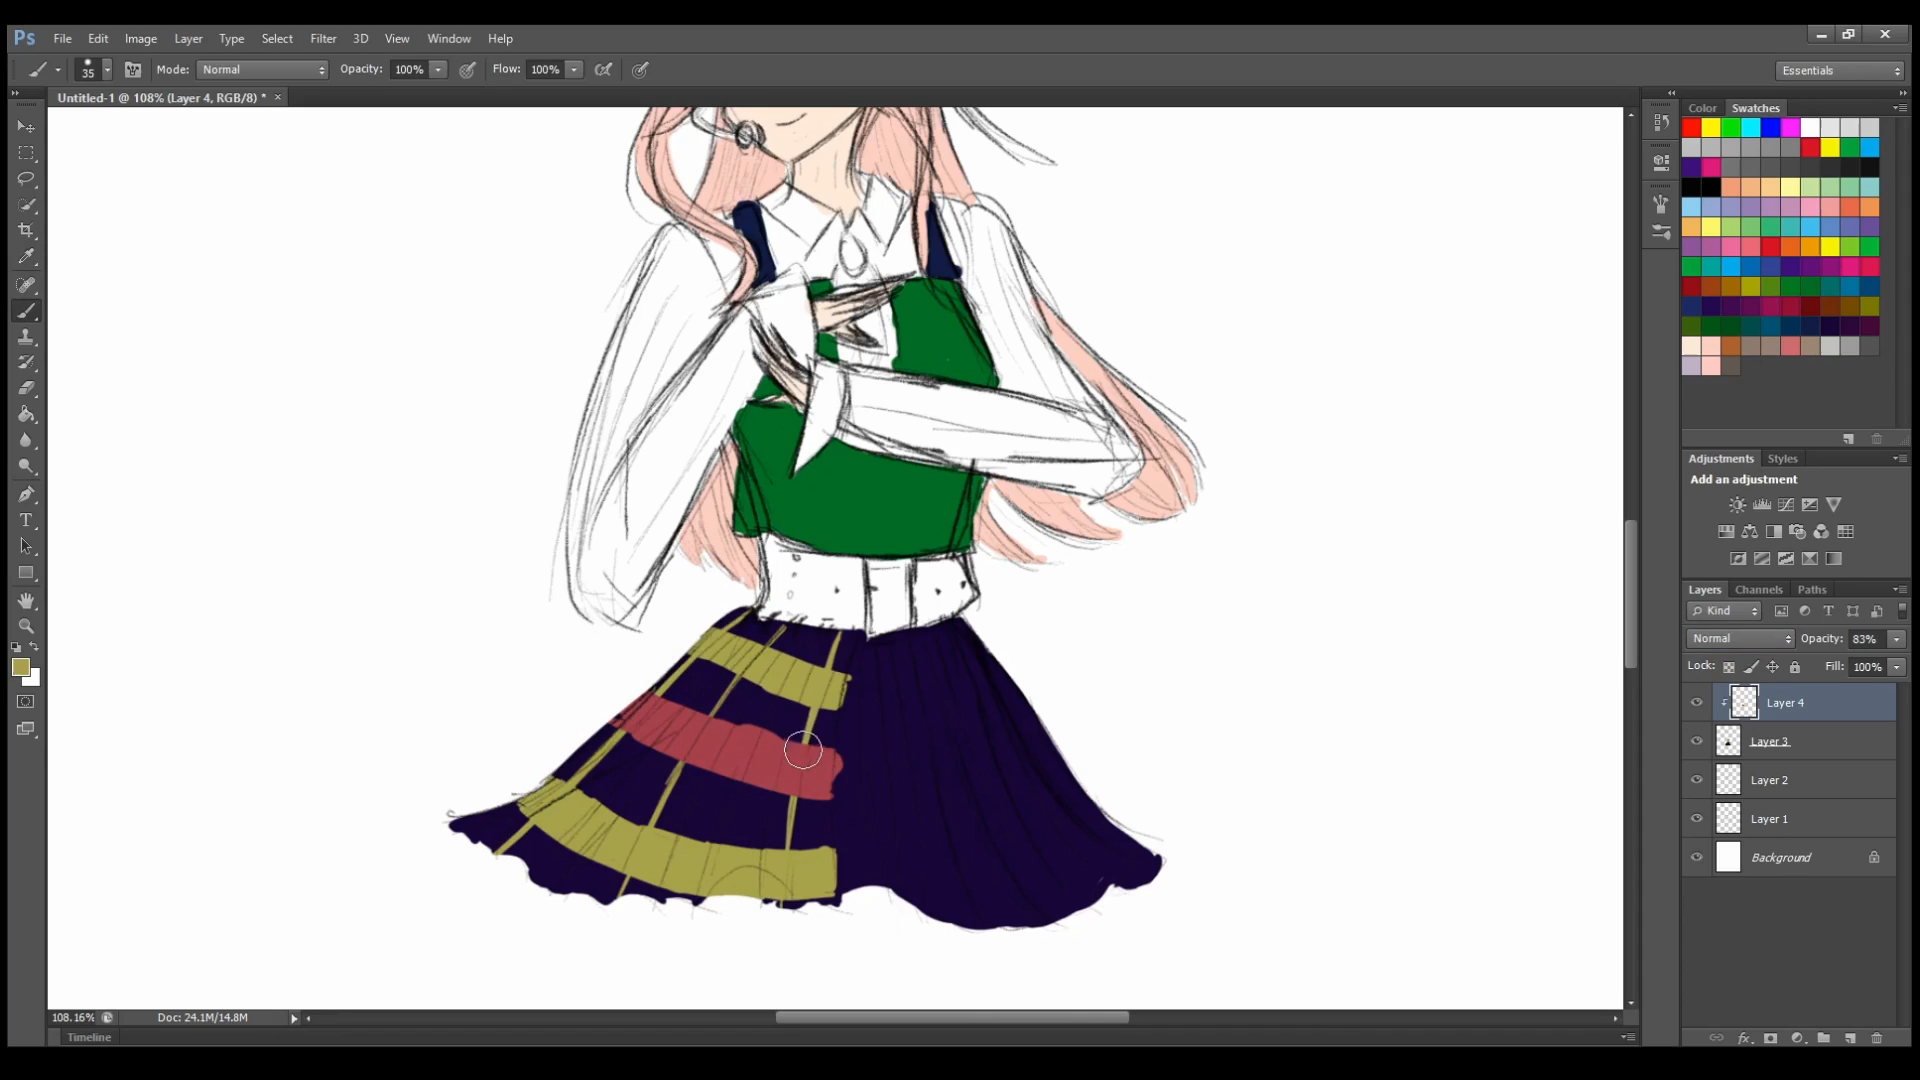 Ps File Edit Image Layer Type Select Filter 3D View Window Help
35 Mode: Normal Opacity: 100% Flow: 100% Essentials
Untitled-1 @ 108% (Layer 4, RGB/8) * ×
Color Swatches
Adjustments Styles
Add an adjustment
Layers Channels Paths
Kind
Normal Opacity: 83%
Lock: Fill: 100%
Layer 4
Layer 3
Layer 2
Layer 1
Background
108.16% Doc: 24.1M/14.8M
Timeline